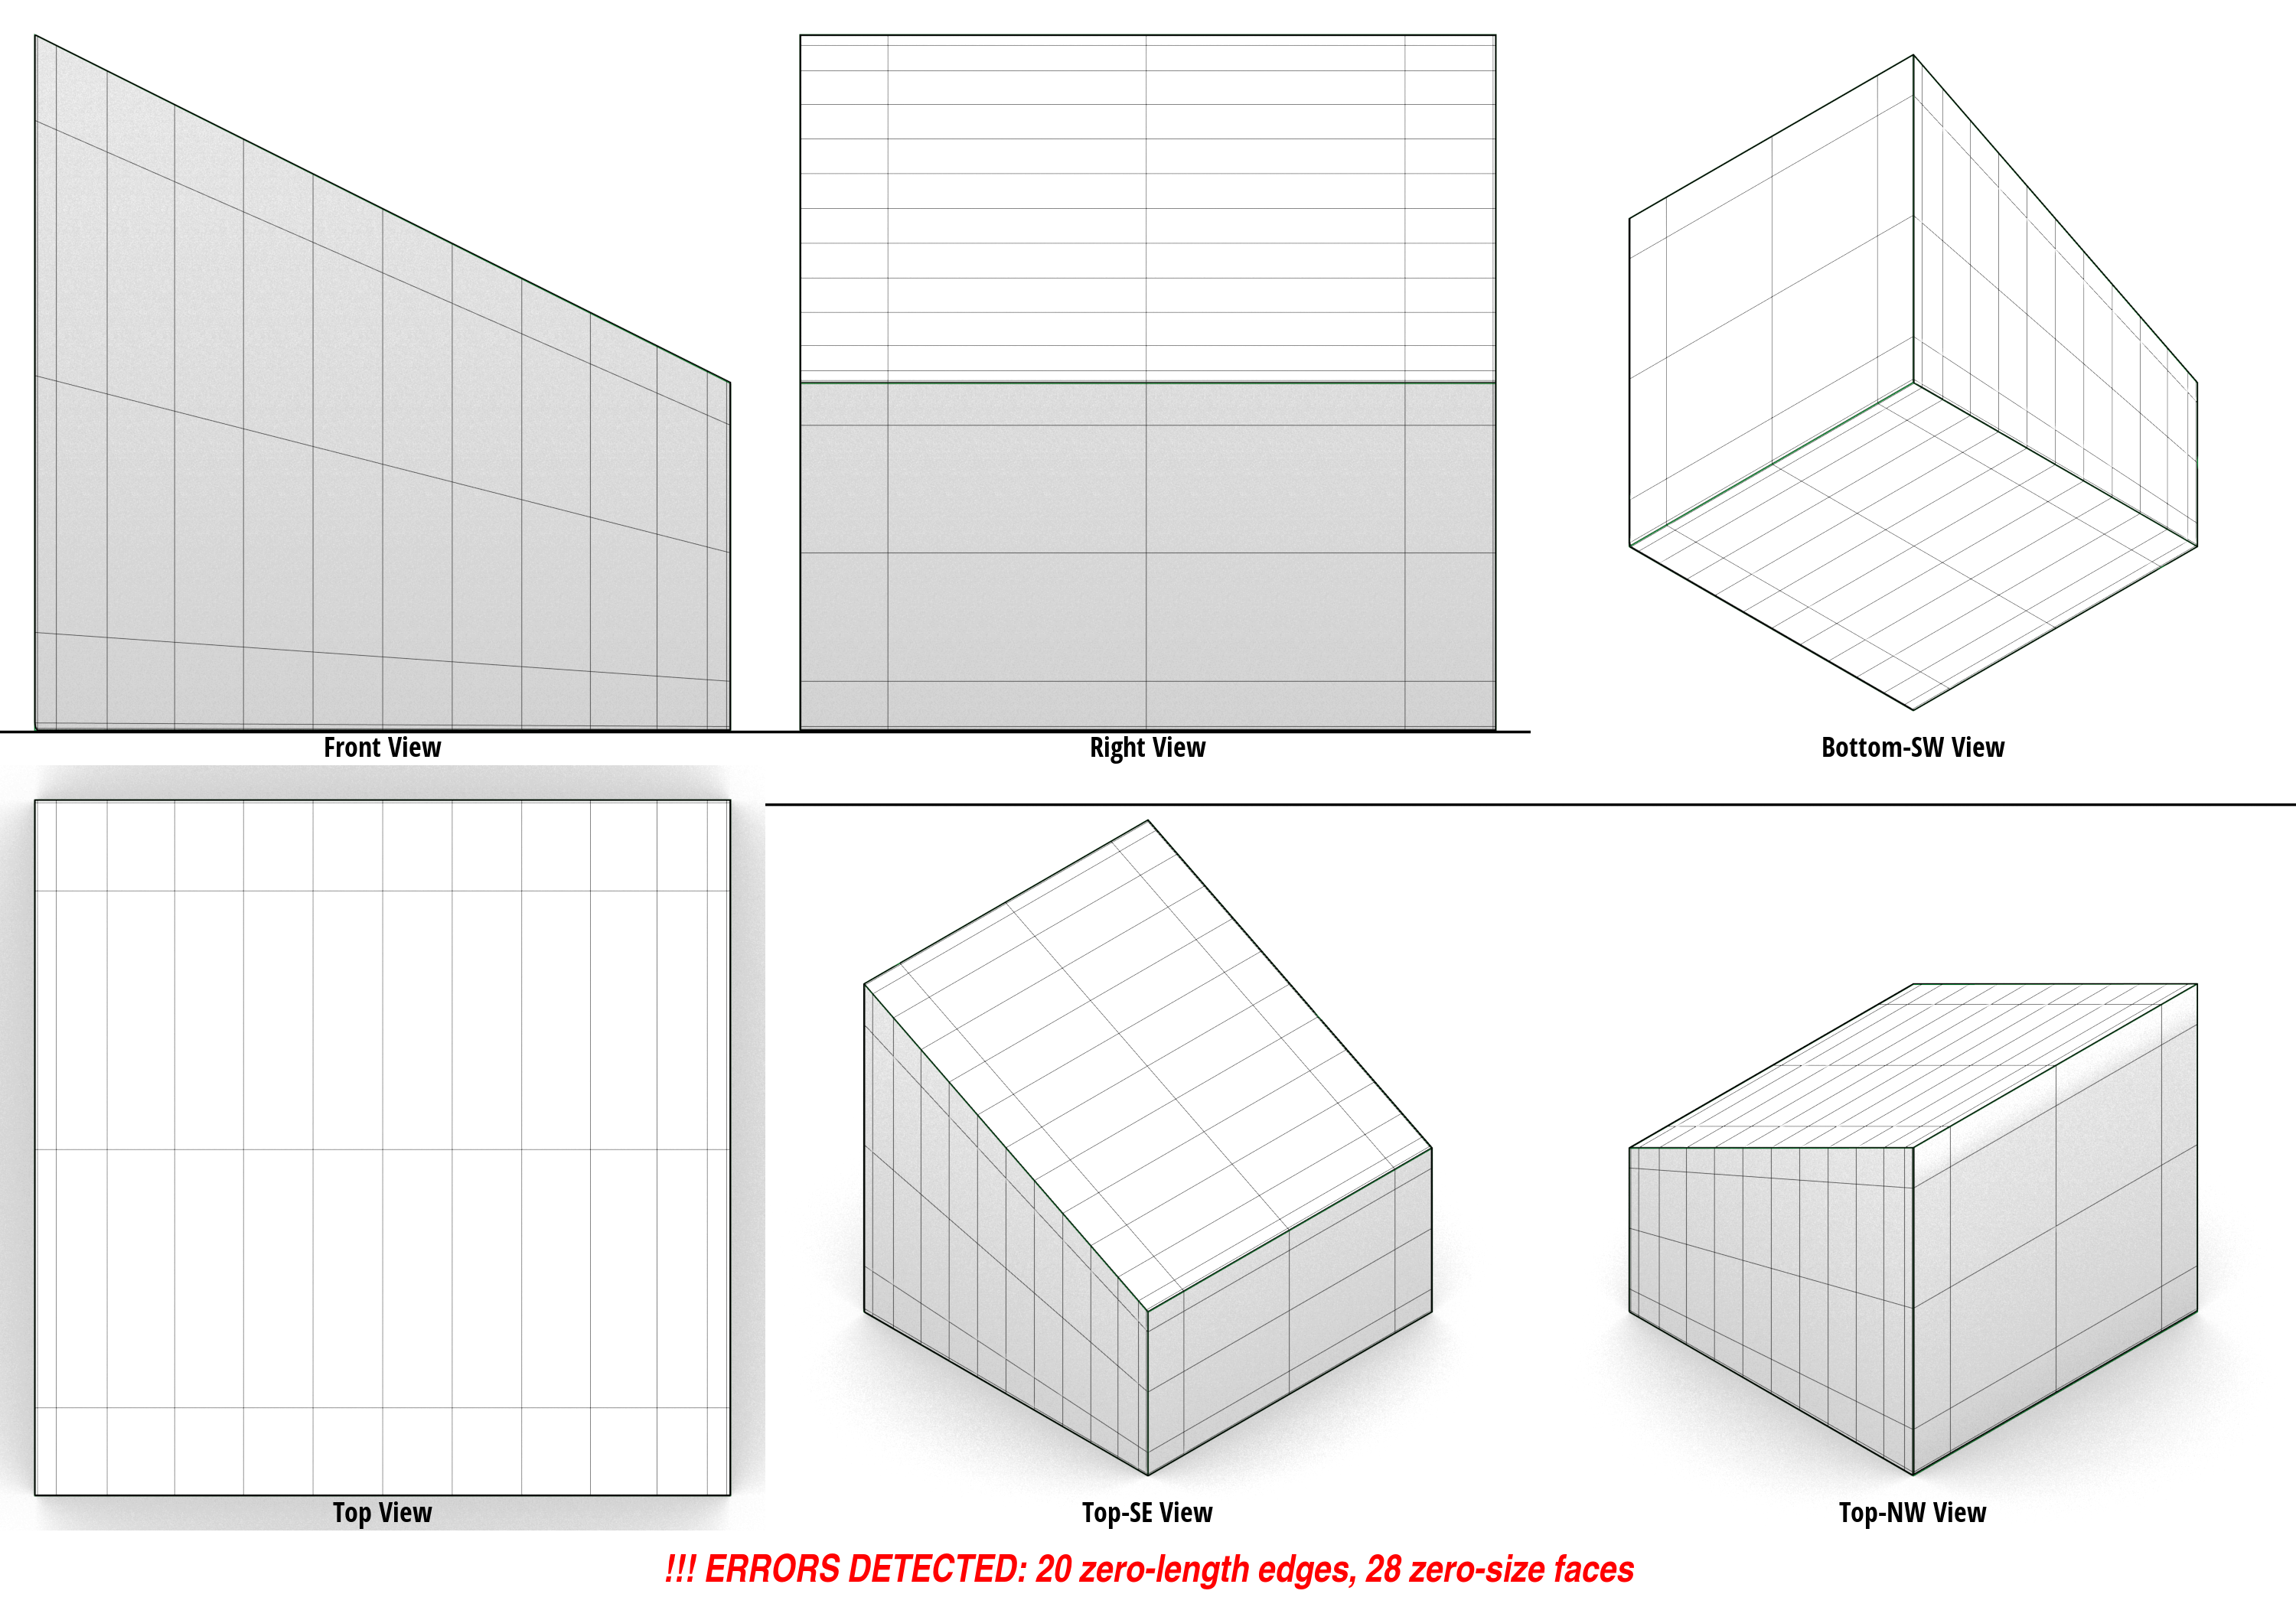 Front View
Right View
Bottom-SW View
Top View
Top-SE View
Top-NW View
!!! ERRORS DETECTED: 20 zero-length edges, 28 zero-size faces